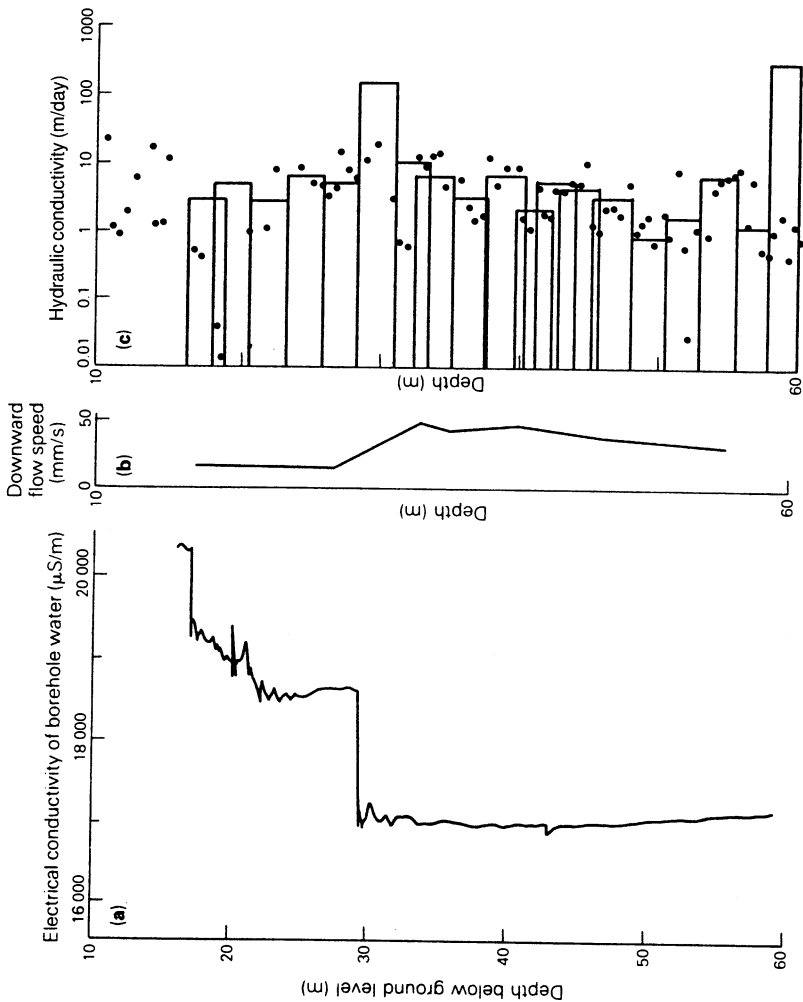 Hydraulic conductivity (m/day)
1000
100
10
1
0.1
0.01
(c)
10
Depth (m)
60
Downward
flow speed
(mm/s)
50
0
(b)
10
Depth (m)
60
Electrical conductivity of borehole water (μS/m)
20 000
18 000
16 000
(a)
10
20
30
40
50
60
Depth below ground level (m)